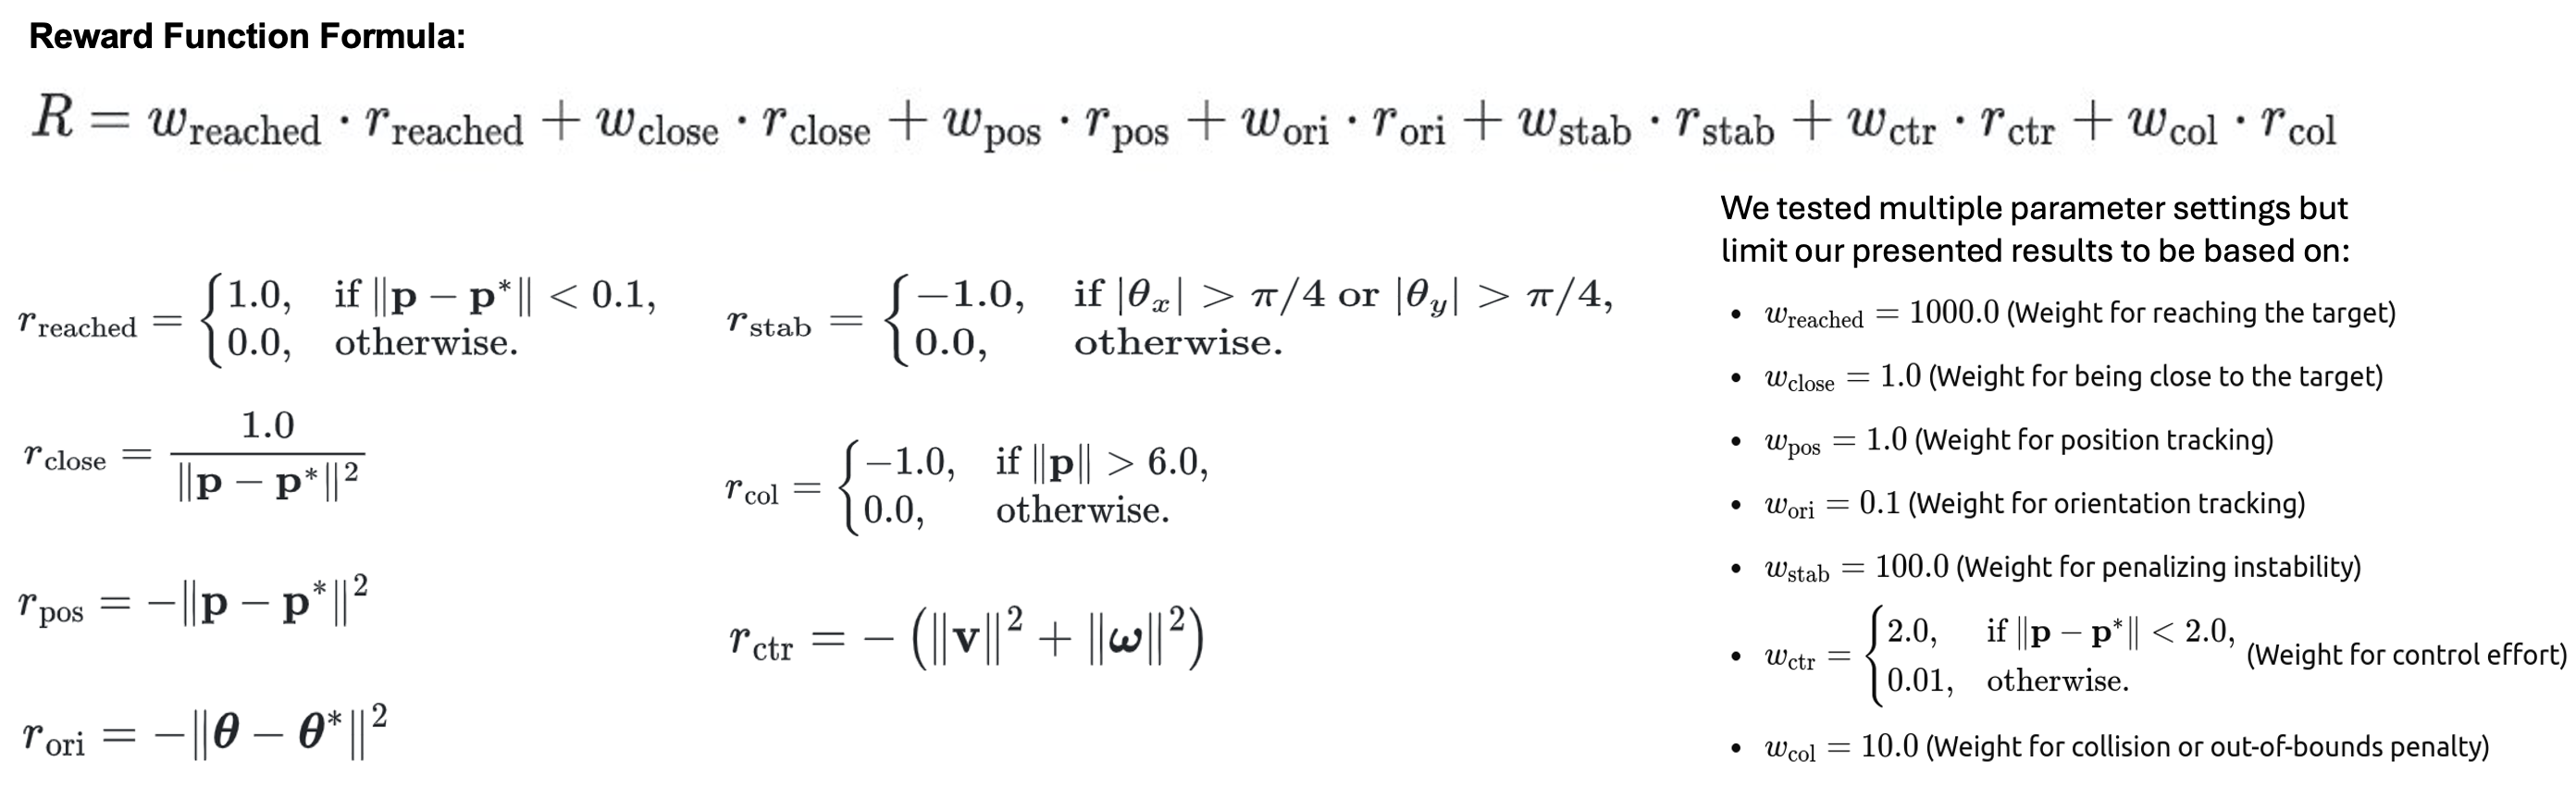 Reward Function Formula:
R = w_reached · r_reached + w_close · r_close + w_pos · r_pos + w_ori · r_ori + w_stab · r_stab + w_ctr · r_ctr + w_col · r_col
r_reached = { 1.0, if ‖p − p*‖ < 0.1,
0.0, otherwise.
r_close = 1.0 / ‖p − p*‖²
r_pos = −‖p − p*‖²
r_ori = −‖θ − θ*‖²
r_stab = { −1.0, if |θ_x| > π/4 or |θ_y| > π/4,
0.0, otherwise.
r_col = { −1.0, if ‖p‖ > 6.0,
0.0, otherwise.
r_ctr = − (‖v‖² + ‖ω‖²)
We tested multiple parameter settings but
limit our presented results to be based on:
• w_reached = 1000.0 (Weight for reaching the target)
• w_close = 1.0 (Weight for being close to the target)
• w_pos = 1.0 (Weight for position tracking)
• w_ori = 0.1 (Weight for orientation tracking)
• w_stab = 100.0 (Weight for penalizing instability)
• w_ctr = { 2.0, if ‖p − p*‖ < 2.0,
0.01, otherwise. (Weight for control effort)
• w_col = 10.0 (Weight for collision or out-of-bounds penalty)